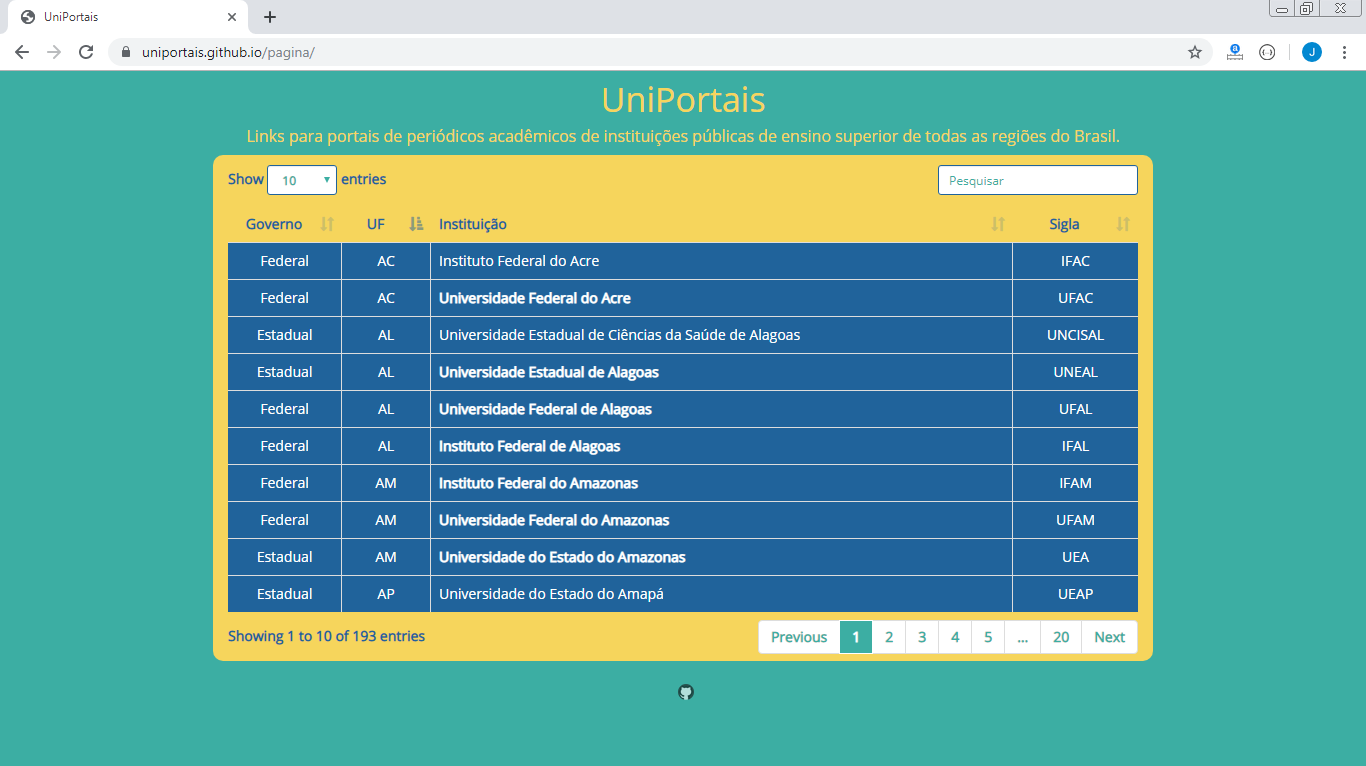 UniPortais
uniportais.github.io/pagina/
J
UniPortais
Links para portais de periódicos acadêmicos de instituições públicas de ensino superior de todas as regiões do Brasil.
Show 10 entries Pesquisar
Governo UF Instituição Sigla
Federal AC Instituto Federal do Acre IFAC
Federal AC Universidade Federal do Acre UFAC
Estadual AL Universidade Estadual de Ciências da Saúde de Alagoas UNCISAL
Estadual AL Universidade Estadual de Alagoas UNEAL
Federal AL Universidade Federal de Alagoas UFAL
Federal AL Instituto Federal de Alagoas IFAL
Federal AM Instituto Federal do Amazonas IFAM
Federal AM Universidade Federal do Amazonas UFAM
Estadual AM Universidade do Estado do Amazonas UEA
Estadual AP Universidade do Estado do Amapá UEAP
Showing 1 to 10 of 193 entries Previous 1 2 3 4 5 ... 20 Next